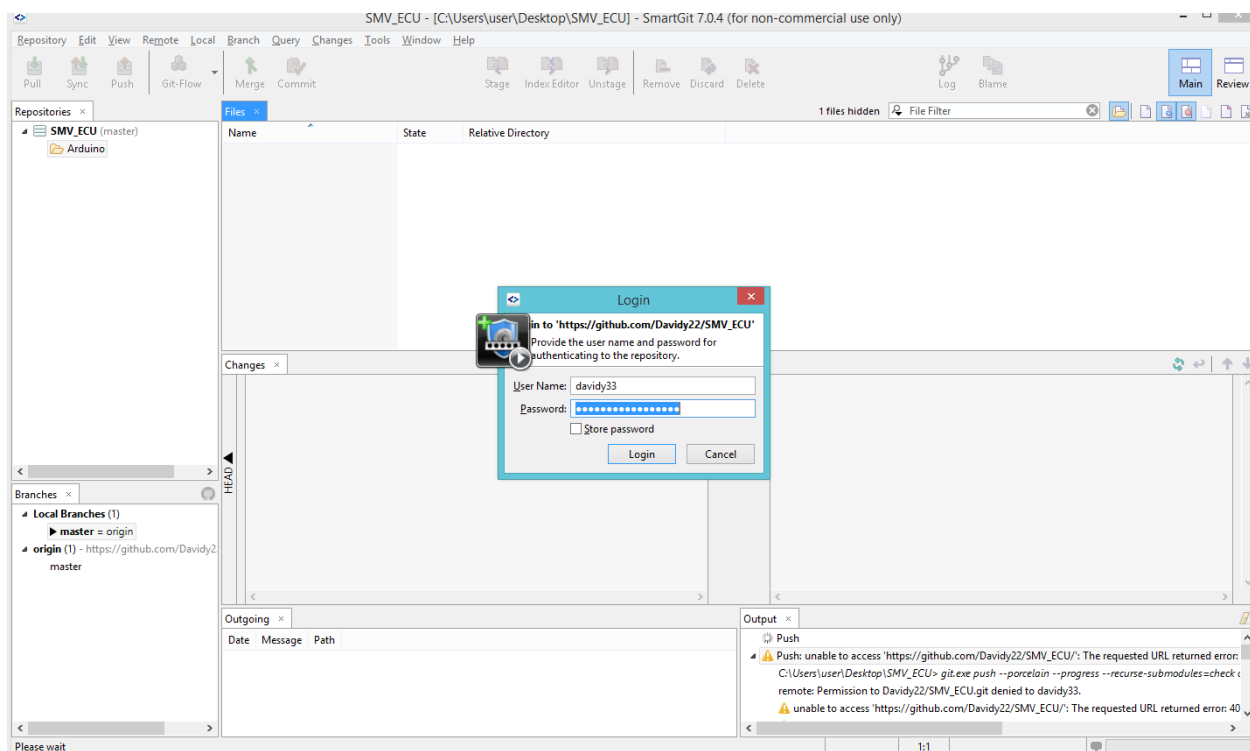 SMV_ECU - [C:\Users\user\Desktop\SMV_ECU] - SmartGit 7.0.4 (for non-commercial use only)
Repository Edit View Remote Local Branch Query Changes Tools Window Help
Pull Sync Push Git-Flow Merge Commit Stage Index Editor Unstage Remove Discard Delete Log Blame Main Review
Repositories
SMV_ECU (master)
Arduino
Files
1 files hidden File Filter
Name State Relative Directory
Login
in to 'https://github.com/Davidy22/SMV_ECU'
Provide the user name and password for
authenticating to the repository.
User Name: davidy33
Password: •••••••••••••••••
Store password
Login Cancel
Changes
HEAD
Branches
Local Branches (1)
master = origin
origin (1) - https://github.com/Davidy2
master
Outgoing
Date Message Path
Output
Push
Push: unable to access 'https://github.com/Davidy22/SMV_ECU/': The requested URL returned error:
C:\Users\user\Desktop\SMV_ECU> git.exe push --porcelain --progress --recurse-submodules=check
remote: Permission to Davidy22/SMV_ECU.git denied to davidy33.
unable to access 'https://github.com/Davidy22/SMV_ECU/': The requested URL returned error: 40
Please wait
1:1